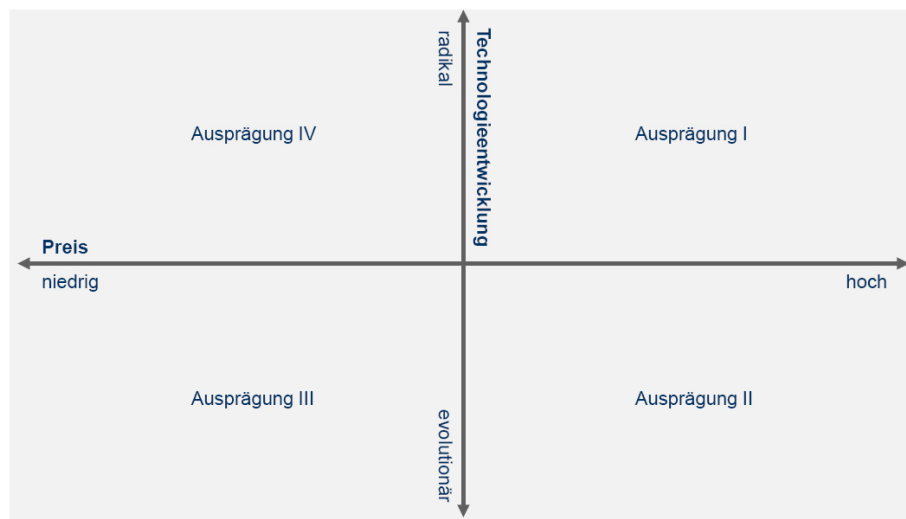 radikal
Technologieentwicklung
Ausprägung IV
Ausprägung I
Preis
niedrig
hoch
Ausprägung III
Ausprägung II
evolutionär